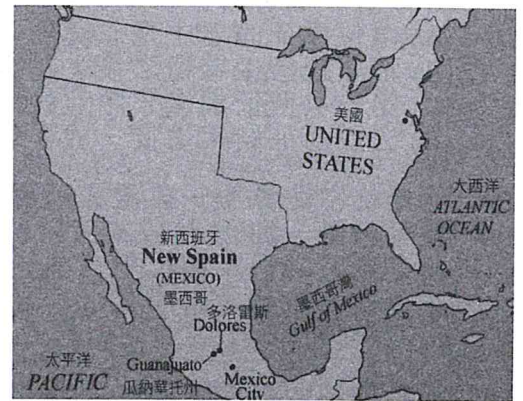 美國
UNITED
STATES
大西洋
ATLANTIC
OCEAN
新西班牙
New Spain
(MEXICO)
墨西哥
墨西哥灣
Gulf of Mexico
多洛雷斯
Dolores
太平洋
PACIFIC
Guanajuato
瓜納華托州
Mexico
City